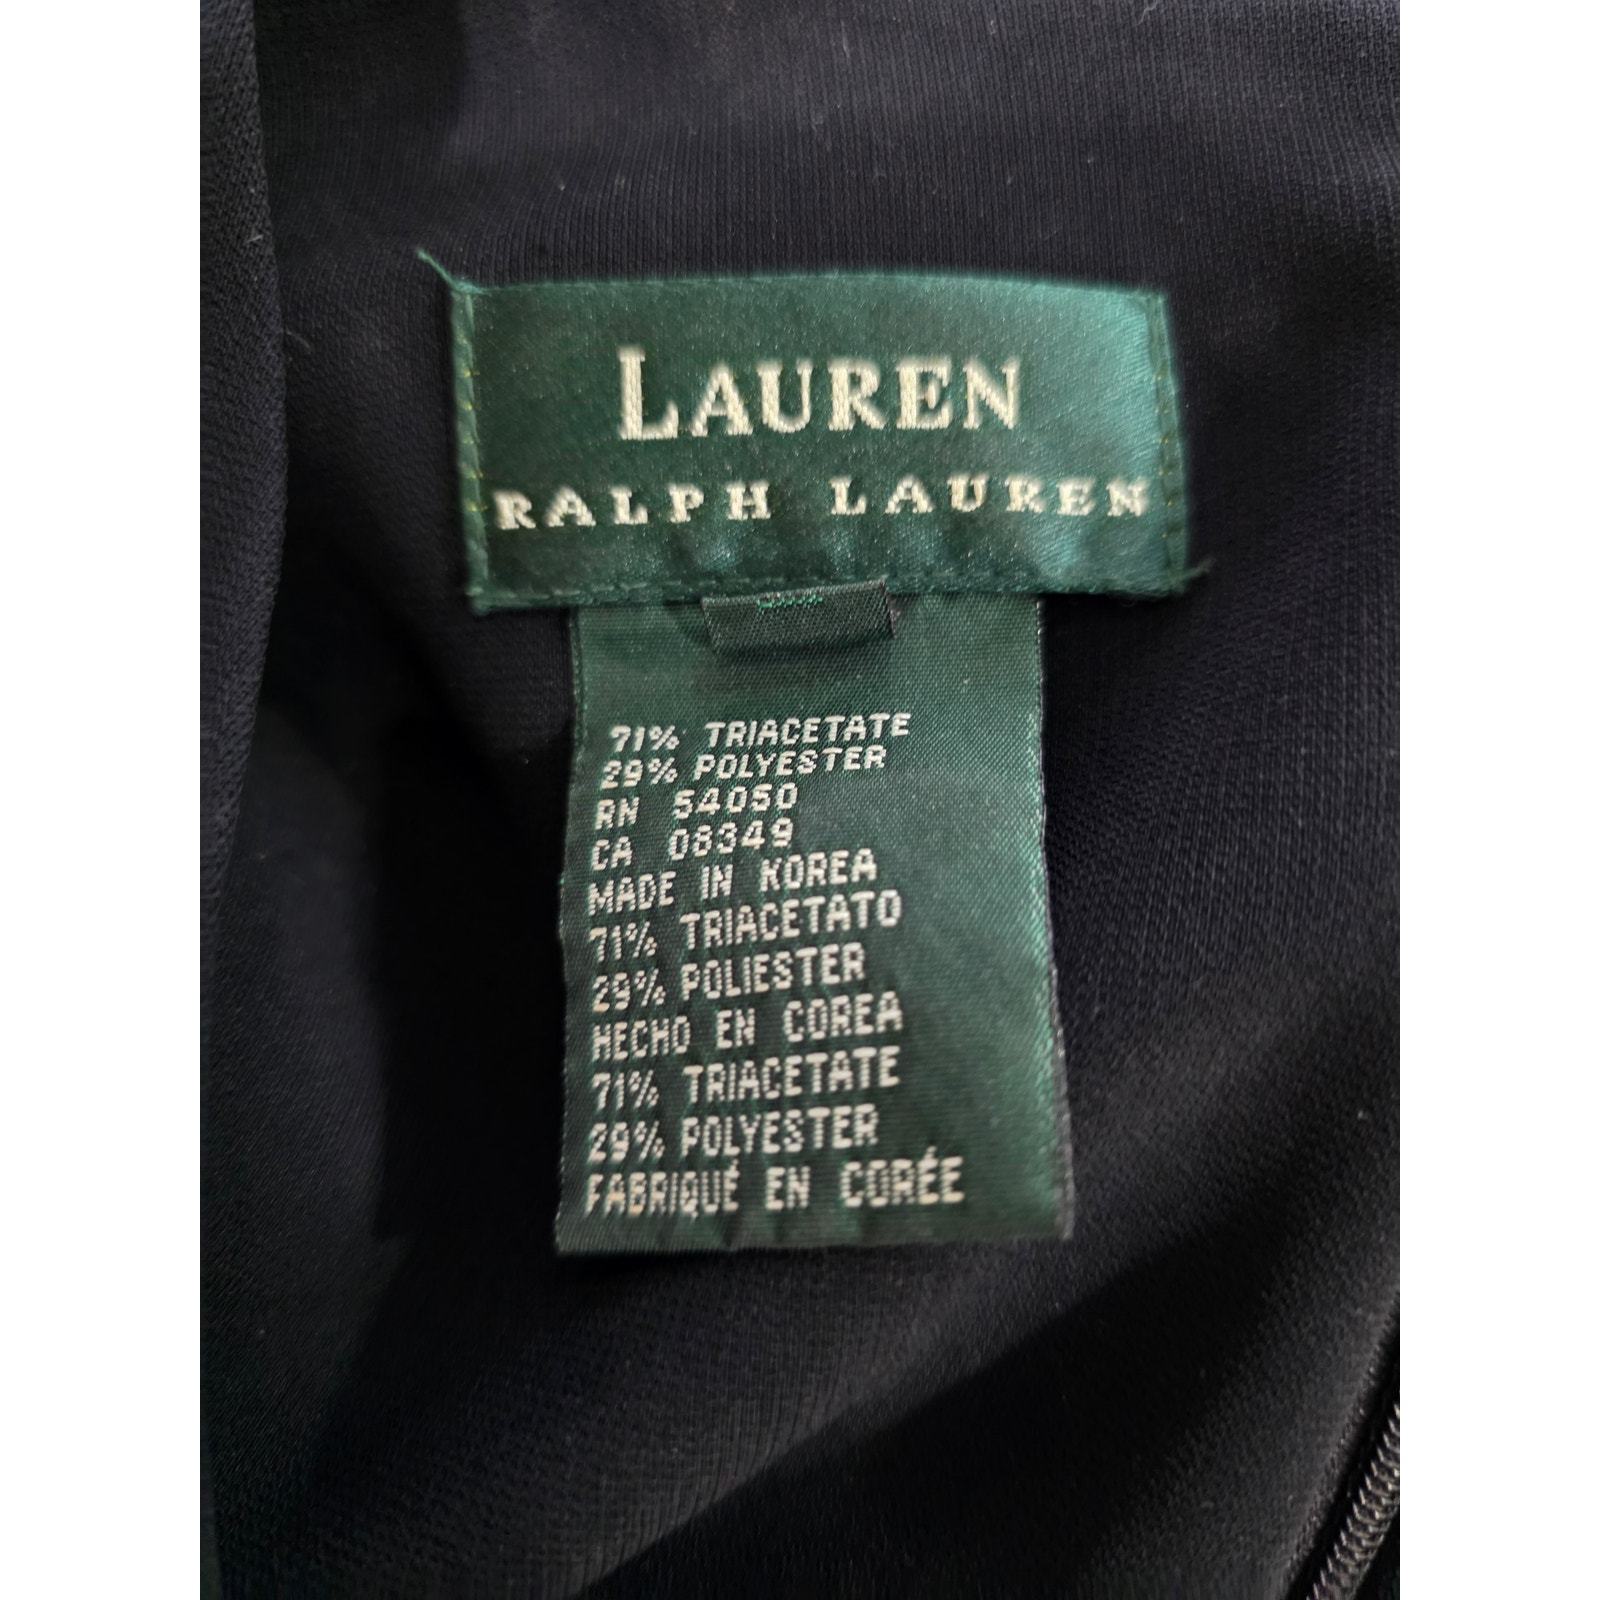 LAUREN
RALPH LAUREN
71% TRIACETATE
29% POLYESTER
RN 54050
CA 08349
MADE IN KOREA
71% TRIACETATO
29% POLIESTER
HECHO EN COREA
71% TRIACETATE
29% POLYESTER
FABRIQUÉ EN CORÉE